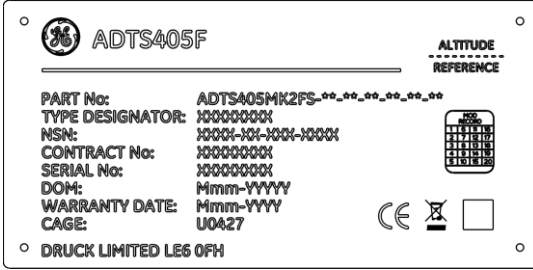 ADTS405F
ALTITUDE
REFERENCE
PART No: ADTS405MK2FS-**-**-**-**-**-**
TYPE DESIGNATOR: XXXXXXXX
NSN: XXXX-XX-XXX-XXXX
CONTRACT No: XXXXXXXX
SERIAL No: XXXXXXXX
DOM: Mmm-YYYYY
WARRANTY DATE: Mmm-YYYY
CAGE: U0427
MOD
RECORD
1 6 11 16
2 7 12 17
3 8 13 18
4 9 14 19
5 10 15 20
CE
DRUCK LIMITED LE6 0FH